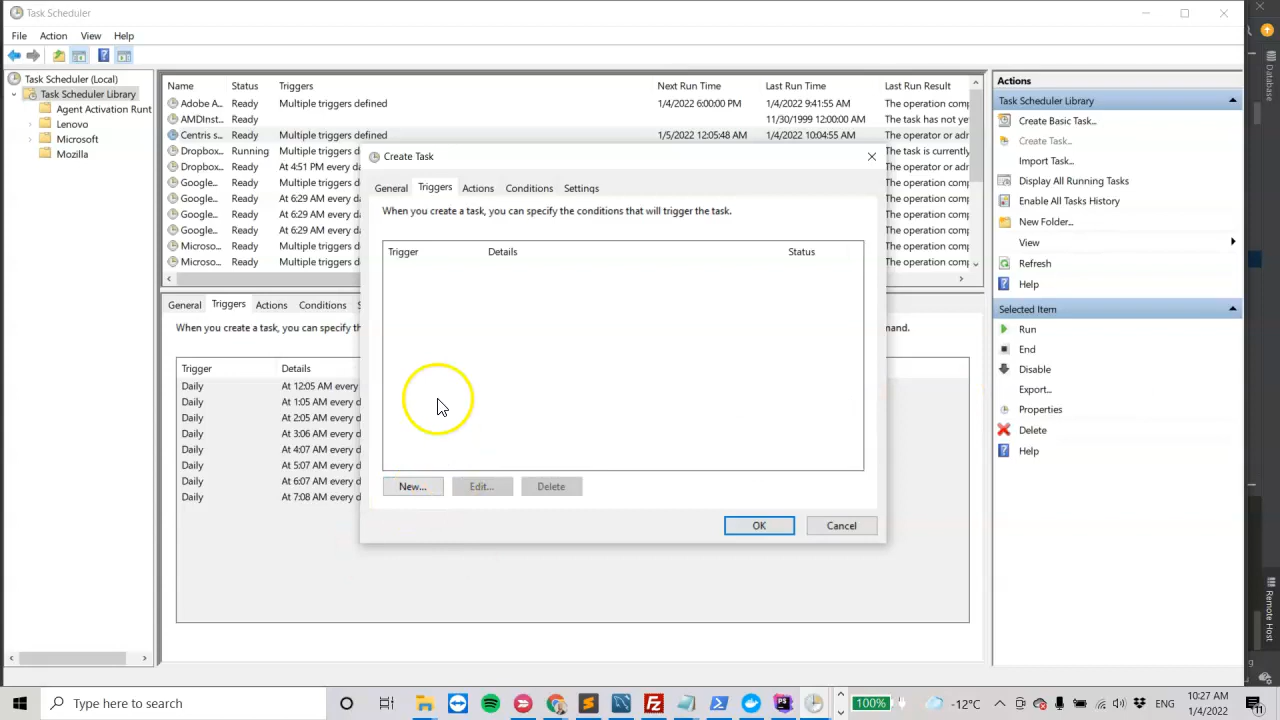 Task Scheduler
File Action View Help
Task Scheduler (Local)
Task Scheduler Library
Agent Activation Runt
Lenovo
Microsoft
Mozilla
Name Status Triggers Next Run Time Last Run Time Last Run Result
Adobe A... Ready Multiple triggers defined 1/4/2022 6:00:00 PM 1/4/2022 9:41:55 AM The operation comp
AMDInst... Ready 11/30/1999 12:00:00 AM The task has not ye
Centris s... Ready Multiple triggers defined 1/5/2022 12:05:48 AM 1/4/2022 10:04:55 AM The operator or adr
Dropbox... Running Multiple triggers d The task is currently
Dropbox... Ready At 4:51 PM every da The operator or adr
Google... Ready Multiple triggers de The operation comp
Google... Ready At 6:29 AM every da The operation comp
Google... Ready Multiple triggers de The operation comp
Google... Ready At 6:29 AM every da The operation comp
Microso... Ready Multiple triggers de The operation comp
Microso... Ready Multiple triggers de The operation comp
General Triggers Actions Conditions S
When you create a task, you can specify th
mand.
Trigger Details
Daily At 12:05 AM every
Daily At 1:05 AM every d
Daily At 2:05 AM every d
Daily At 3:06 AM every d
Daily At 4:07 AM every d
Daily At 5:07 AM every d
Daily At 6:07 AM every d
Daily At 7:08 AM every d
Create Task
General Triggers Actions Conditions Settings
When you create a task, you can specify the conditions that will trigger the task.
Trigger Details Status
New... Edit... Delete
OK Cancel
Actions
Task Scheduler Library
Create Basic Task...
Create Task...
Import Task...
Display All Running Tasks
Enable All Tasks History
New Folder...
View
Refresh
Help
Selected Item
Run
End
Disable
Export...
Properties
Delete
Help
Database
Remote Host
Type here to search
100%
-12°C
10:27 AM
1/4/2022